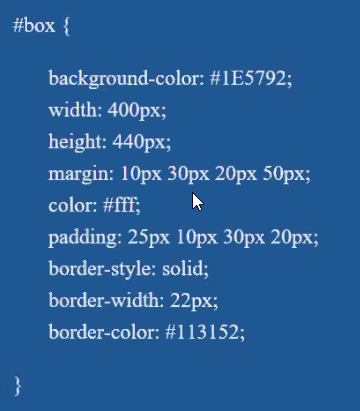 #box {
background-color: #1E5792;
width: 400px;
height: 440px;
margin: 10px 30px 20px 50px;
color: #fff;
padding: 25px 10px 30px 20px;
border-style: solid;
border-width: 22px;
border-color: #113152;
}